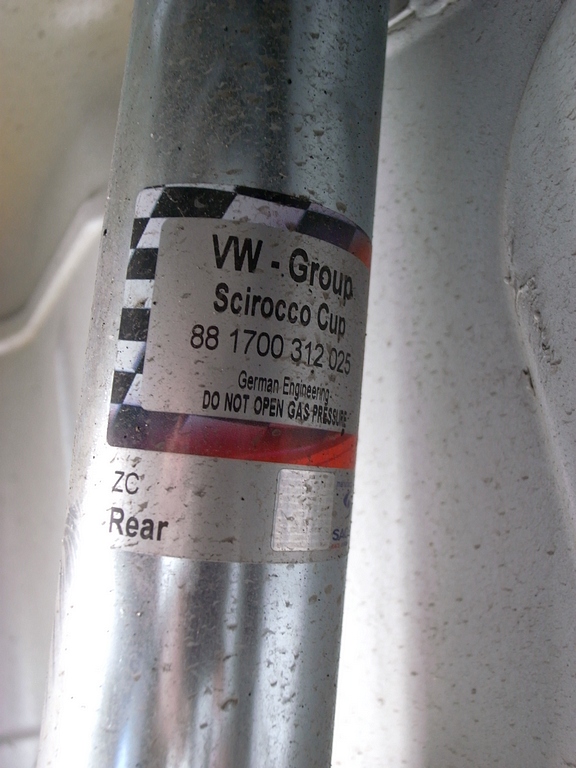 VW - Group
Scirocco Cup
88 1700 312 025
German Engineering
DO NOT OPEN GAS PRESSURE
ZC
Rear